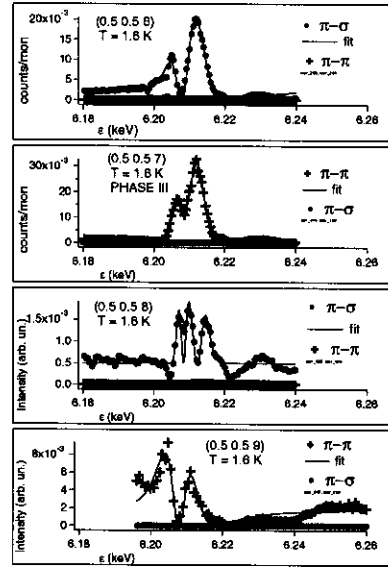 20x10⁻³
15
10
5
0
counts/mon
(0.5 0.5 8)
T = 1.6 K
π–σ
fit
π–π
6.18 6.20 6.22 6.24 6.26
ε (keV)
30x10⁻³
20
10
0
counts/mon
(0.5 0.5 7)
T = 1.6 K
PHASE III
π–π
fit
π–σ
6.18 6.20 6.22 6.24 6.26
ε (keV)
1.5x10⁻³
1.0
0.5
0.0
Intensity (arb. un.)
(0.5 0.5 8)
T = 1.6 K
π–σ
fit
π–π
6.18 6.20 6.22 6.24 6.26
ε (keV)
8x10⁻³
6
4
2
0
Intensity (arb. un.)
(0.5 0.5 9)
T = 1.6 K
π–π
fit
π–σ
6.18 6.20 6.22 6.24 6.26
ε (keV)